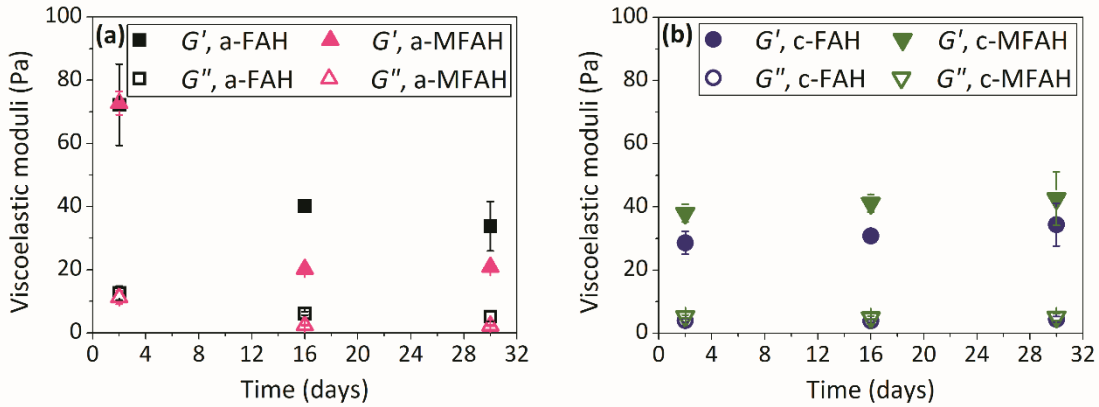 (a)
G′, a-FAH G′, a-MFAH
G″, a-FAH G″, a-MFAH
Viscoelastic moduli (Pa)
100
80
60
40
20
0
0 4 8 12 16 20 24 28 32
Time (days)
(b)
G′, c-FAH G′, c-MFAH
G″, c-FAH G″, c-MFAH
Viscoelastic moduli (Pa)
100
80
60
40
20
0
0 4 8 12 16 20 24 28 32
Time (days)